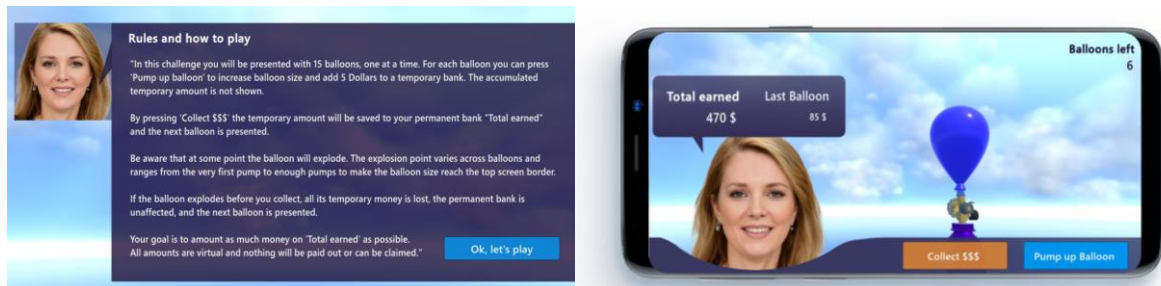 Rules and how to play
"In this challenge you will be presented with 15 balloons, one at a time. For each balloon you can press
'Pump up balloon' to increase balloon size and add 5 Dollars to a temporary bank. The accumulated
temporary amount is not shown.
By pressing 'Collect $$$' the temporary amount will be saved to your permanent bank "Total earned"
and the next balloon is presented.
Be aware that at some point the balloon will explode. The explosion point varies across balloons and
ranges from the very first pump to enough pumps to make the balloon size reach the top screen border.
If the balloon explodes before you collect, all its temporary money is lost, the permanent bank is
unaffected, and the next balloon is presented.
Your goal is to amount as much money on 'Total earned' as possible.
All amounts are virtual and nothing will be paid out or can be claimed."
Ok, let's play
Balloons left
6
Total earned
470 $
Last Balloon
85 $
Collect $$$
Pump up Balloon